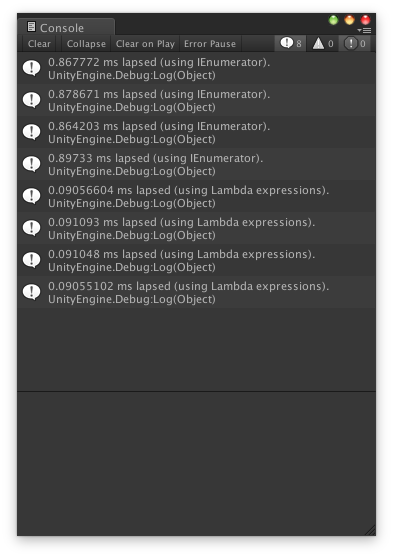 Console
Clear Collapse Clear on Play Error Pause 8 0 0
0.867772 ms lapsed (using IEnumerator).
UnityEngine.Debug:Log(Object)
0.878671 ms lapsed (using IEnumerator).
UnityEngine.Debug:Log(Object)
0.864203 ms lapsed (using IEnumerator).
UnityEngine.Debug:Log(Object)
0.89733 ms lapsed (using IEnumerator).
UnityEngine.Debug:Log(Object)
0.09056604 ms lapsed (using Lambda expressions).
UnityEngine.Debug:Log(Object)
0.091093 ms lapsed (using Lambda expressions).
UnityEngine.Debug:Log(Object)
0.091048 ms lapsed (using Lambda expressions).
UnityEngine.Debug:Log(Object)
0.09055102 ms lapsed (using Lambda expressions).
UnityEngine.Debug:Log(Object)